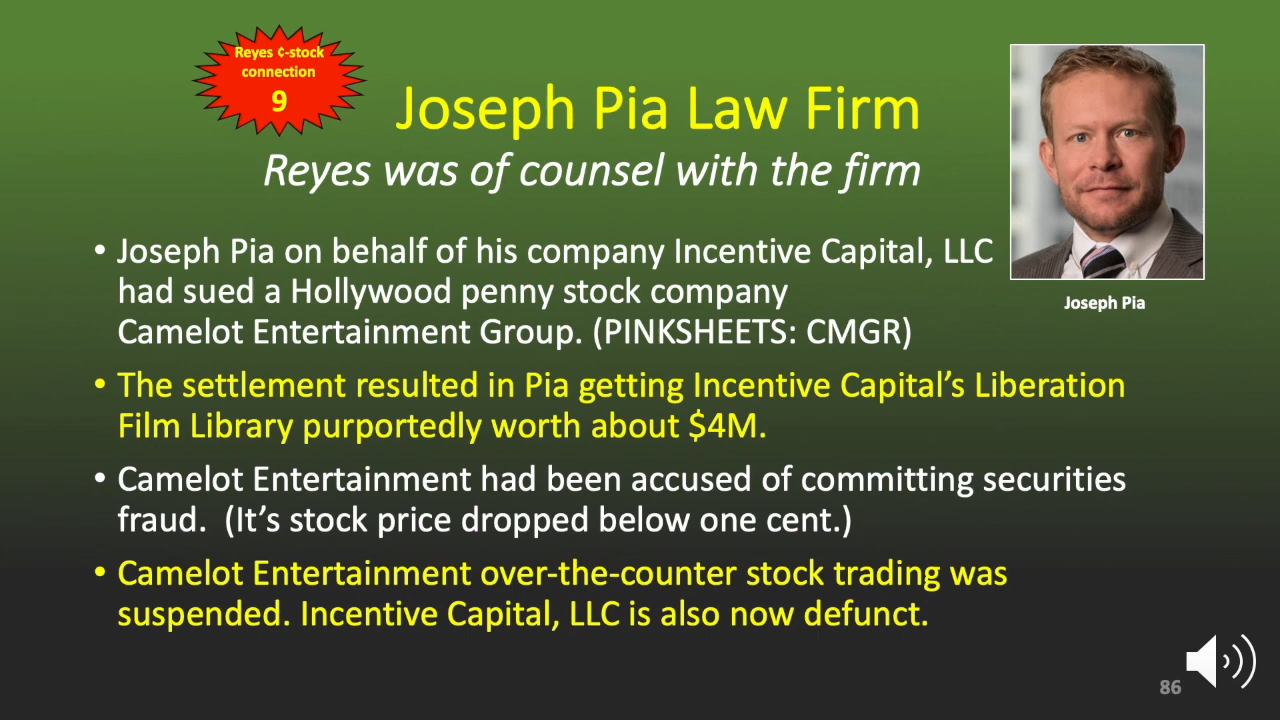 Reyes ¢-stock
connection
9
Joseph Pia Law Firm
Reyes was of counsel with the firm
• Joseph Pia on behalf of his company Incentive Capital, LLC
had sued a Hollywood penny stock company
Camelot Entertainment Group. (PINKSHEETS: CMGR)
• The settlement resulted in Pia getting Incentive Capital’s Liberation
Film Library purportedly worth about $4M.
• Camelot Entertainment had been accused of committing securities
fraud.  (It’s stock price dropped below one cent.)
• Camelot Entertainment over-the-counter stock trading was
suspended. Incentive Capital, LLC is also now defunct.
Joseph Pia
86